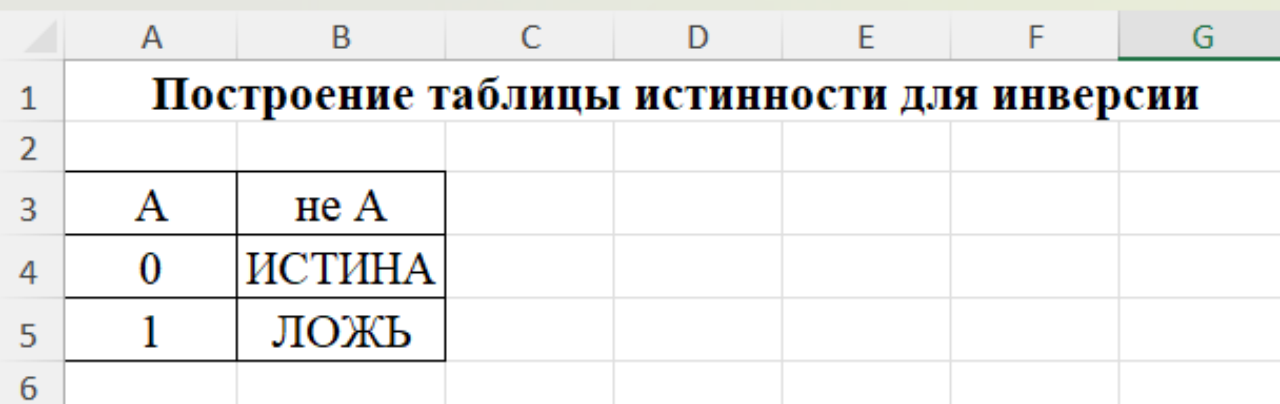 A B C D E F G
1 Построение таблицы истинности для инверсии
2
3 А не А
4 0 ИСТИНА
5 1 ЛОЖЬ
6